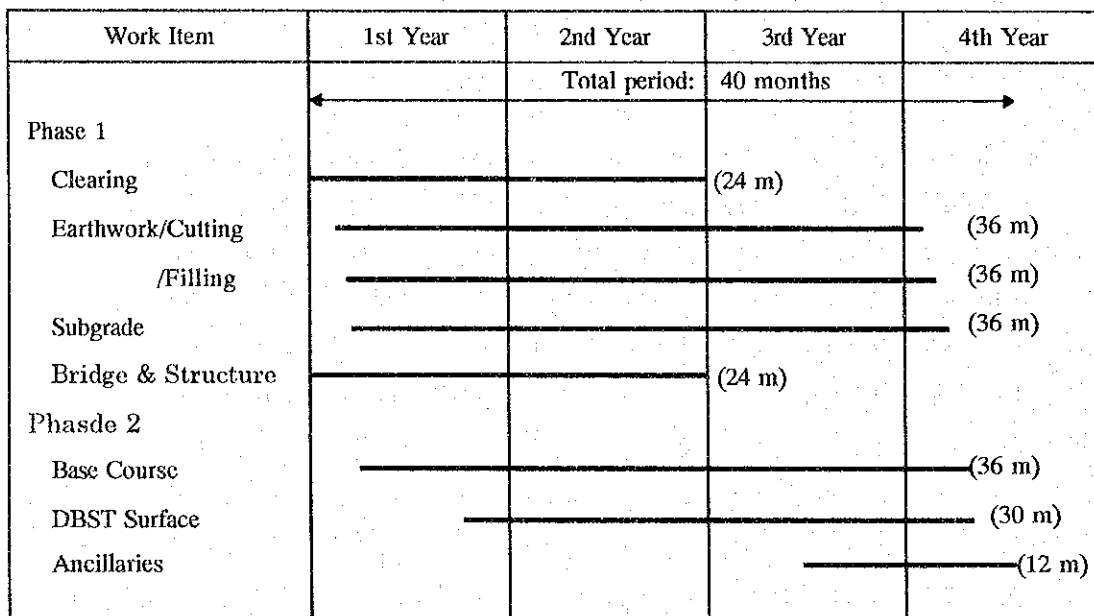 Work Item 1st Year 2nd Year 3rd Year 4th Year
Total period: 40 months
Phase 1
Clearing (24 m)
Earthwork/Cutting (36 m)
/Filling (36 m)
Subgrade (36 m)
Bridge & Structure (24 m)
Phasde 2
Base Course (36 m)
DBST Surface (30 m)
Ancillaries (12 m)